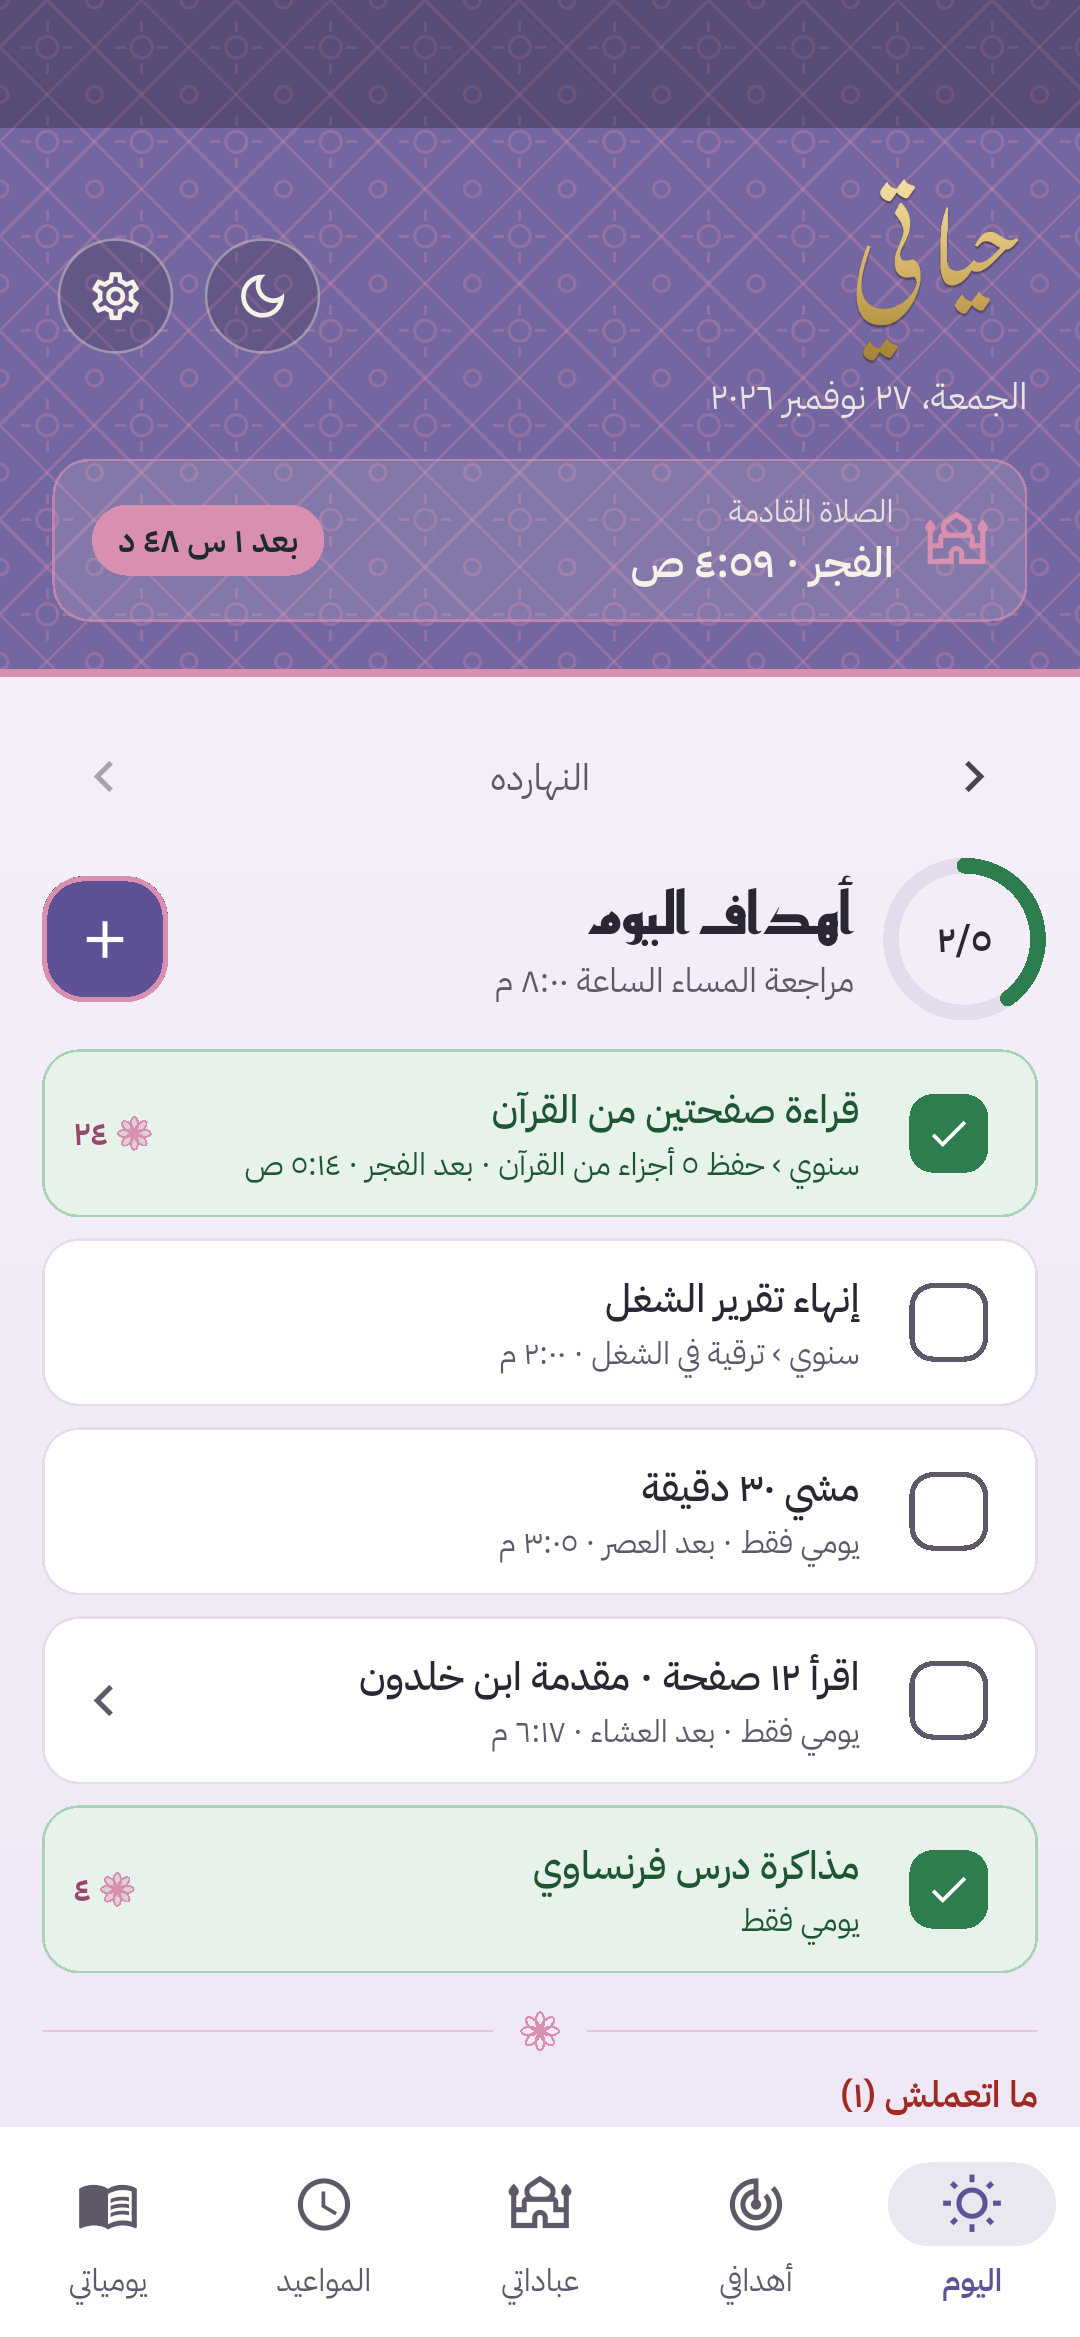 حياتي
الجمعة، ٢٧ نوفمبر ٢٠٢٦
الصلاة القادمة
الفجر · ٤:٥٩ ص
بعد ١ س ٤٨ د
النهارده
٢/٥
أهداف اليوم
مراجعة المساء الساعة ٨:٠٠ م
قراءة صفحتين من القرآن
سنوي › حفظ ٥ أجزاء من القرآن · بعد الفجر · ٥:١٤ ص
٢٤
إنهاء تقرير الشغل
سنوي › ترقية في الشغل · ٢:٠٠ م
مشي ٣٠ دقيقة
يومي فقط · بعد العصر · ٣:٠٥ م
اقرأ ١٢ صفحة · مقدمة ابن خلدون
يومي فقط · بعد العشاء · ٦:١٧ م
مذاكرة درس فرنساوي
يومي فقط
٤
ما اتعملش (١)
اليوم
أهدافي
عباداتي
المواعيد
يومياتي